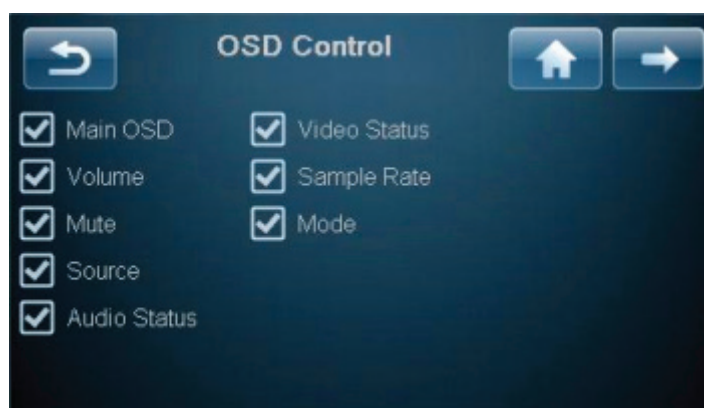 OSD Control
Main OSD
Volume
Mute
Source
Audio Status
Video Status
Sample Rate
Mode